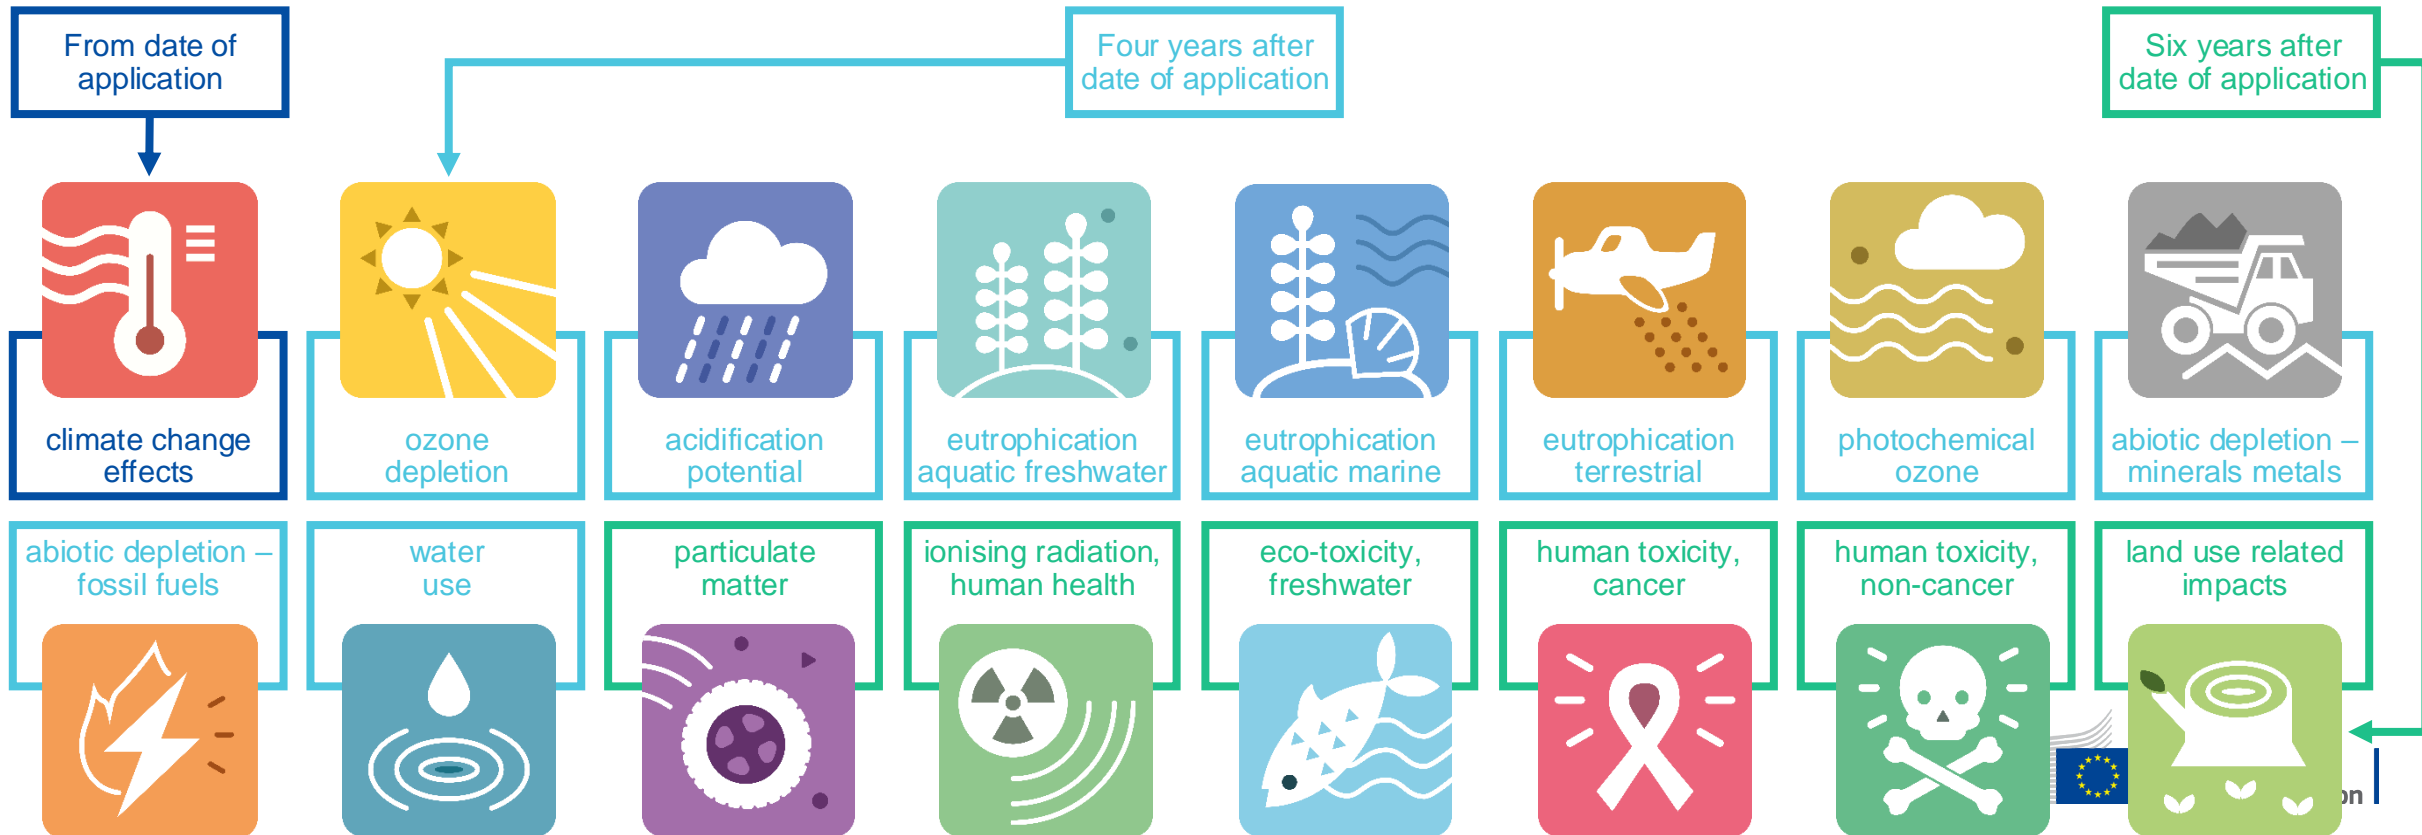 From date of
application
Four years after
date of application
Six years after
date of application
climate change
effects
ozone
depletion
acidification
potential
eutrophication
aquatic freshwater
eutrophication
aquatic marine
eutrophication
terrestrial
photochemical
ozone
abiotic depletion –
minerals metals
abiotic depletion –
fossil fuels
water
use
particulate
matter
ionising radiation,
human health
eco-toxicity,
freshwater
human toxicity,
cancer
human toxicity,
non-cancer
land use related
impacts